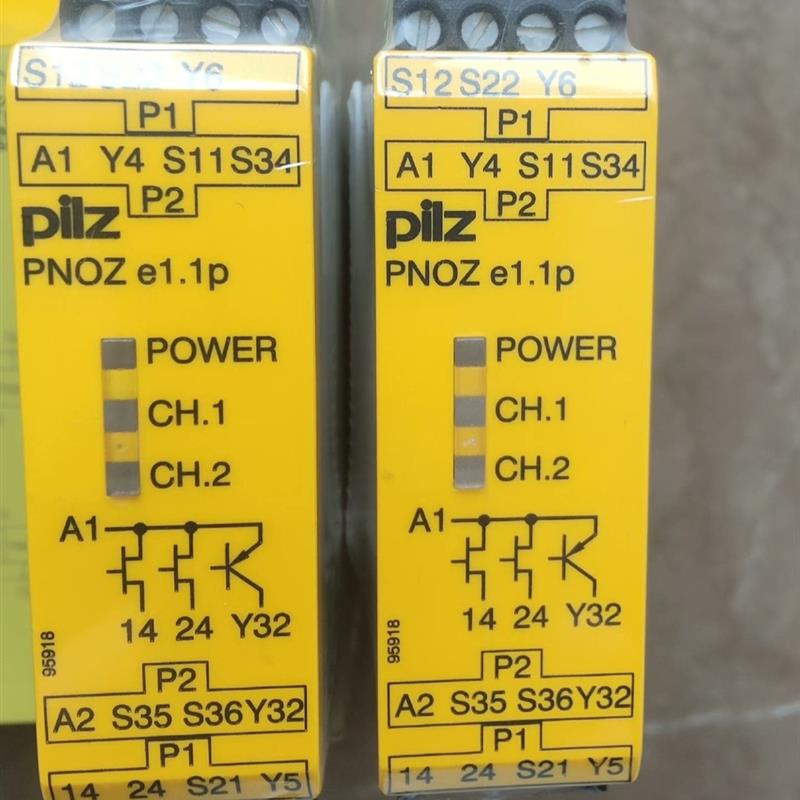 S12 S22 Y6
P1
A1 Y4 S11 S34
P2
pilz
PNOZ e1.1p
POWER
CH.1
CH.2
A1
14 24 Y32
95918
P2
A2 S35 S36 Y32
P1
14 24 S21 Y5
S12 S22 Y6
P1
A1 Y4 S11 S34
P2
pilz
PNOZ e1.1p
POWER
CH.1
CH.2
A1
14 24 Y32
95918
P2
A2 S35 S36 Y32
P1
14 24 S21 Y5